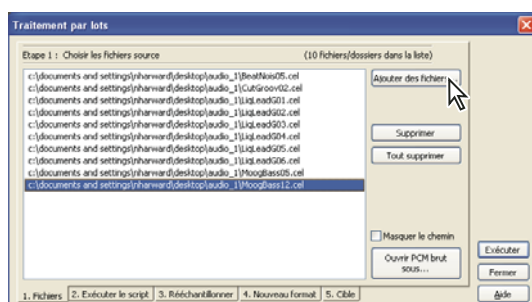 Traitement par lots
Etape 1 : Choisir les fichiers source (10 fichiers/dossiers dans la liste)
c:\documents and settings\nharward\desktop\audio_1\BeatNois05.cel
c:\documents and settings\nharward\desktop\audio_1\CutGroov02.cel
c:\documents and settings\nharward\desktop\audio_1\LiqLeadG01.cel
c:\documents and settings\nharward\desktop\audio_1\LiqLeadG02.cel
c:\documents and settings\nharward\desktop\audio_1\LiqLeadG03.cel
c:\documents and settings\nharward\desktop\audio_1\LiqLeadG04.cel
c:\documents and settings\nharward\desktop\audio_1\LiqLeadG05.cel
c:\documents and settings\nharward\desktop\audio_1\LiqLeadG06.cel
c:\documents and settings\nharward\desktop\audio_1\MoogBass05.cel
c:\documents and settings\nharward\desktop\audio_1\MoogBass12.cel
Ajouter des fichiers...
Supprimer
Tout supprimer
Masquer le chemin
Ouvrir PCM brut
sous...
Exécuter
Fermer
Aide
1. Fichiers 2. Exécuter le script 3. Rééchantillonner 4. Nouveau format 5. Cible